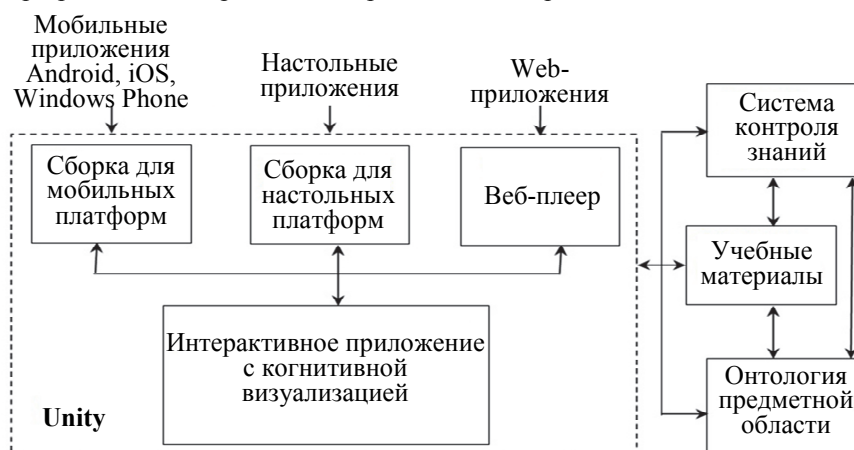 Мобильные
приложения
Android, iOS,
Windows Phone
Настольные
приложения
Web-
приложения
Сборка для
мобильных
платформ
Сборка для
настольных
платформ
Веб-плеер
Интерактивное приложение
с когнитивной
визуализацией
Unity
Система
контроля
знаний
Учебные
материалы
Онтология
предметной
области